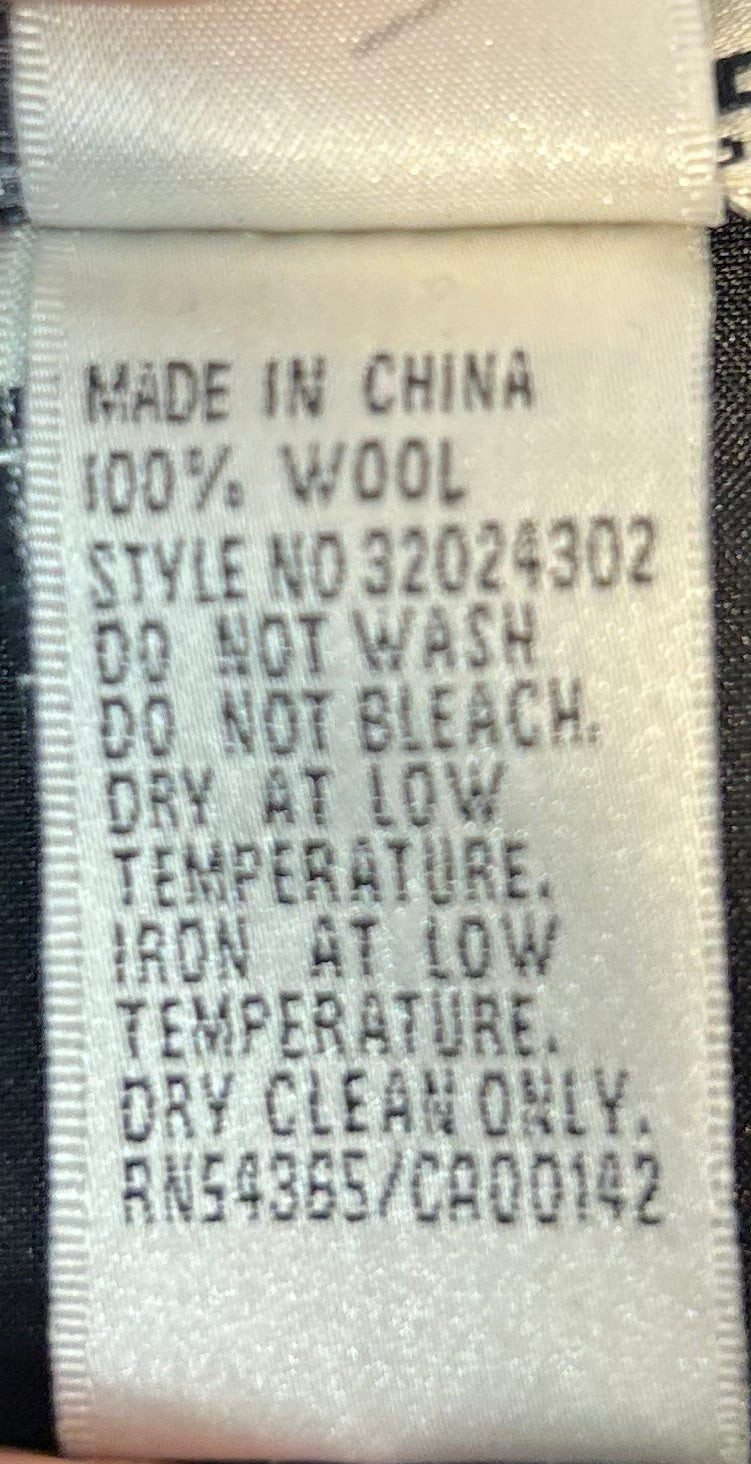 MADE IN CHINA
100% WOOL
STYLE NO 32024302
DO NOT WASH
DO NOT BLEACH.
DRY AT LOW
TEMPERATURE.
IRON AT LOW
TEMPERATURE.
DRY CLEAN ONLY.
RN54365/CA00142